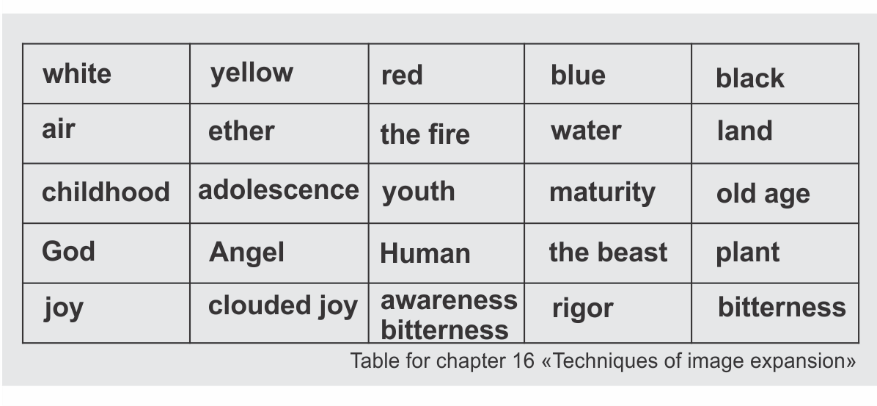 white yellow red blue black
air ether the fire water land
childhood adolescence youth maturity old age
God Angel Human the beast plant
joy clouded joy awareness rigor bitterness
bitterness
Table for chapter 16 «Techniques of image expansion»